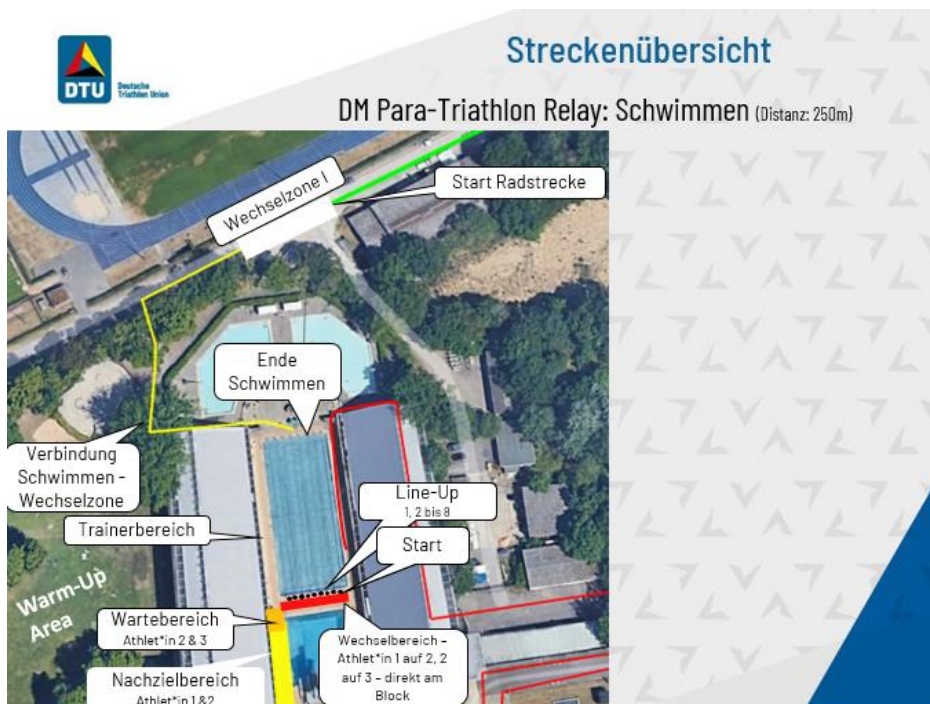 Streckenübersicht
DTU
Deutsche
Triathlon Union
DM Para-Triathlon Relay: Schwimmen (Distanz: 250m)
Wechselzone I
Start Radstrecke
Ende
Schwimmen
Verbindung
Schwimmen -
Wechselzone
Line-Up
1, 2 bis 8
Trainerbereich
Start
Warm-Up
Area
Wartebereich
Athlet*in 2 & 3
Wechselbereich –
Athlet*in 1 auf 2, 2
auf 3 – direkt am
Block
Nachzielbereich
Athlet*in 1 &2